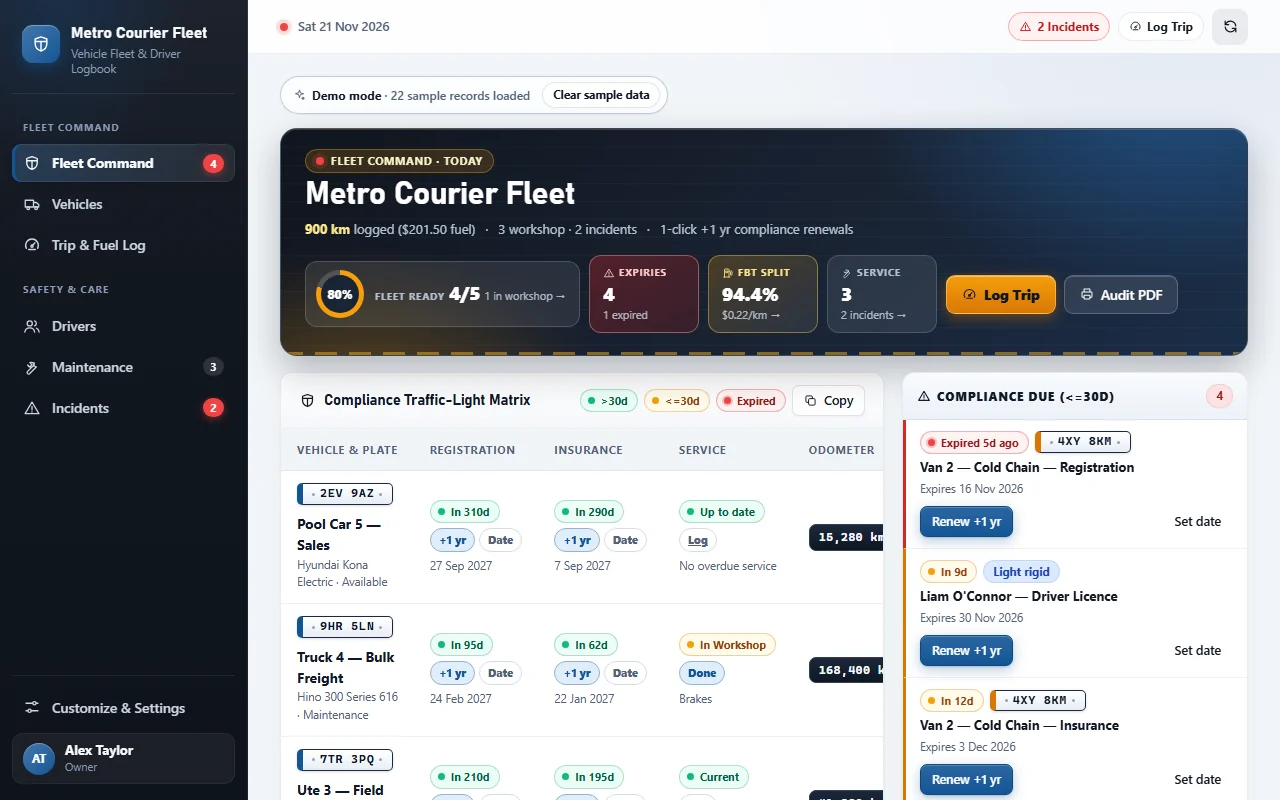 Metro Courier Fleet
Vehicle Fleet & Driver
Logbook
FLEET COMMAND
Fleet Command 4
Vehicles
Trip & Fuel Log
SAFETY & CARE
Drivers
Maintenance 3
Incidents 2
Customize & Settings
AT Alex Taylor
Owner
Sat 21 Nov 2026
2 Incidents
Log Trip
Demo mode · 22 sample records loaded Clear sample data
FLEET COMMAND · TODAY
Metro Courier Fleet
900 km logged ($201.50 fuel) · 3 workshop · 2 incidents · 1-click +1 yr compliance renewals
80% FLEET READY 4/5 1 in workshop →
EXPIRIES
4
1 expired
FBT SPLIT
94.4%
$0.22/km →
SERVICE
3
2 incidents →
Log Trip
Audit PDF
Compliance Traffic-Light Matrix >30d <=30d Expired Copy
VEHICLE & PLATE REGISTRATION INSURANCE SERVICE ODOMETER
2EV 9AZ
Pool Car 5 —
Sales
Hyundai Kona
Electric · Available
In 310d
+1 yr Date
27 Sep 2027
In 290d
+1 yr Date
7 Sep 2027
Up to date
Log
No overdue service
15,280 km
9HR 5LN
Truck 4 — Bulk
Freight
Hino 300 Series 616
· Maintenance
In 95d
+1 yr Date
24 Feb 2027
In 62d
+1 yr Date
22 Jan 2027
In Workshop
Done
Brakes
168,400 k
7TR 3PQ
Ute 3 — Field
In 210d
In 195d
Current
COMPLIANCE DUE (<=30D) 4
Expired 5d ago 4XY 8KM
Van 2 — Cold Chain — Registration
Expires 16 Nov 2026
Renew +1 yr Set date
In 9d Light rigid
Liam O'Connor — Driver Licence
Expires 30 Nov 2026
Renew +1 yr Set date
In 12d 4XY 8KM
Van 2 — Cold Chain — Insurance
Expires 3 Dec 2026
Renew +1 yr Set date